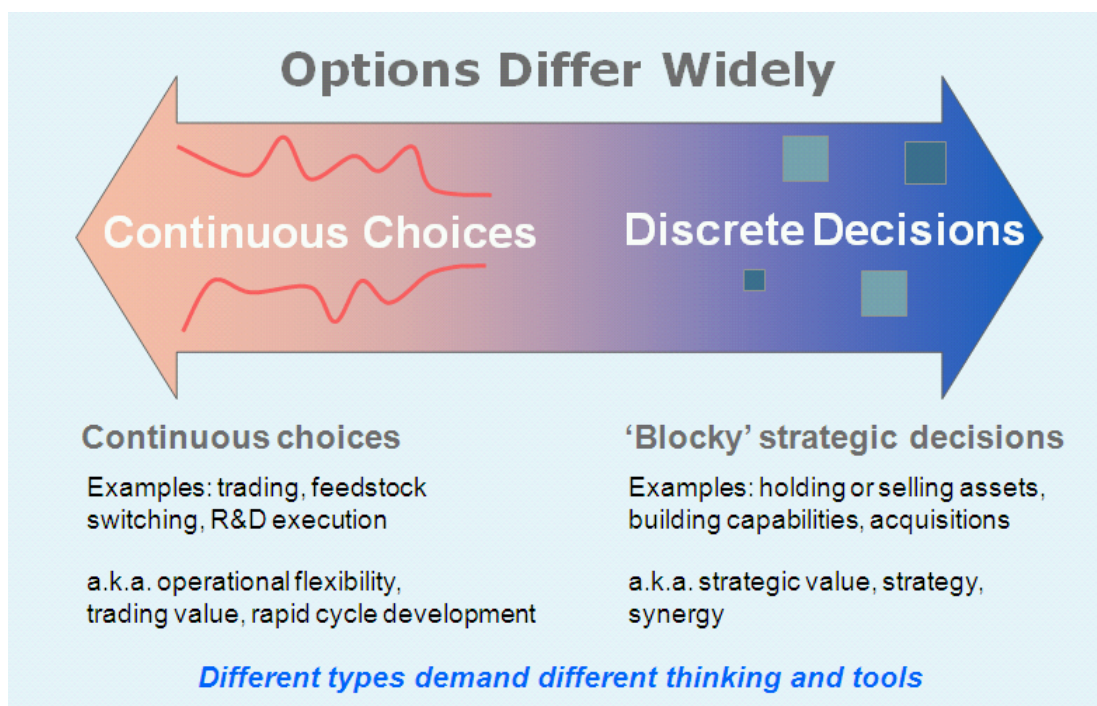 Options Differ Widely
Continuous Choices
Discrete Decisions
Continuous choices
Examples: trading, feedstock
switching, R&D execution
a.k.a. operational flexibility,
trading value, rapid cycle development
‘Blocky’ strategic decisions
Examples: holding or selling assets,
building capabilities, acquisitions
a.k.a. strategic value, strategy,
synergy
Different types demand different thinking and tools